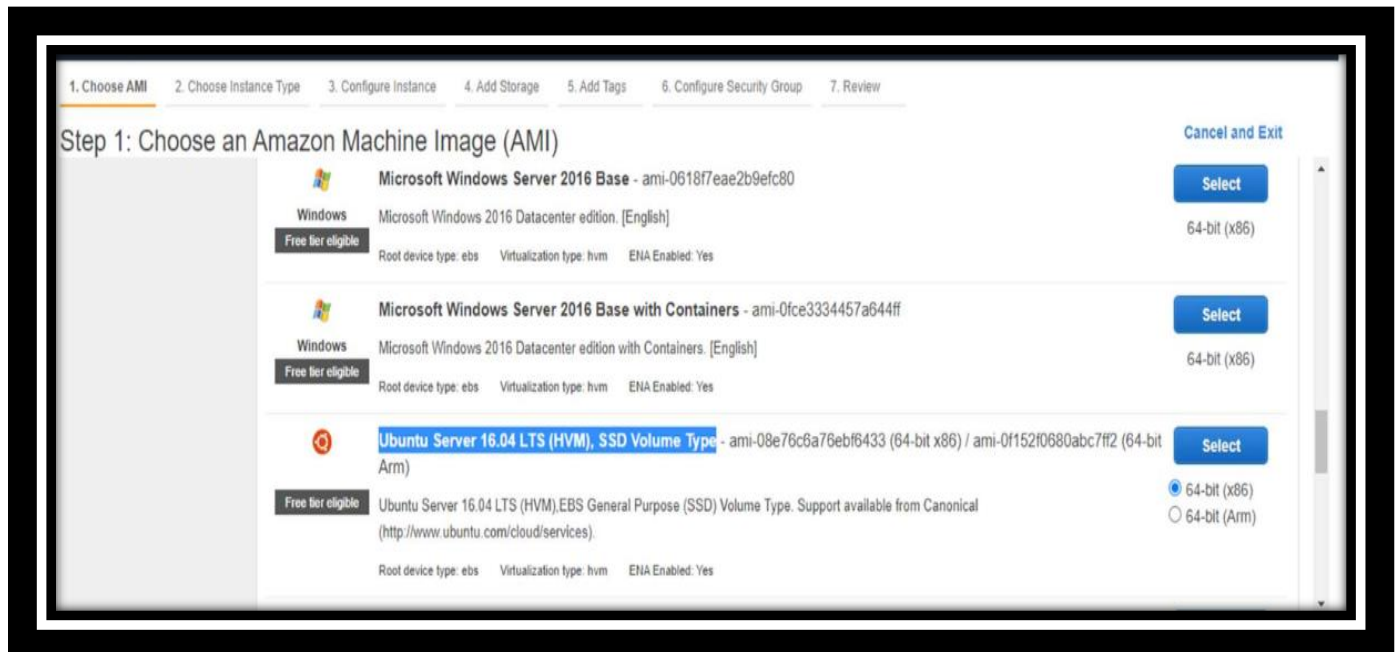 1. Choose AMI 2. Choose Instance Type 3. Configure Instance 4. Add Storage 5. Add Tags 6. Configure Security Group 7. Review
Step 1: Choose an Amazon Machine Image (AMI)
Cancel and Exit
Microsoft Windows Server 2016 Base - ami-0618f7eae2b9efc80
Select
Windows
Microsoft Windows 2016 Datacenter edition. [English]
64-bit (x86)
Free tier eligible
Root device type: ebs Virtualization type: hvm ENA Enabled: Yes
Microsoft Windows Server 2016 Base with Containers - ami-0fce3334457a644ff
Select
Windows
Microsoft Windows 2016 Datacenter edition with Containers. [English]
64-bit (x86)
Free tier eligible
Root device type: ebs Virtualization type: hvm ENA Enabled: Yes
Ubuntu Server 16.04 LTS (HVM), SSD Volume Type - ami-08e76c6a76ebf6433 (64-bit x86) / ami-0f152f0680abc7ff2 (64-bit
Arm)
Select
64-bit (x86)
64-bit (Arm)
Free tier eligible
Ubuntu Server 16.04 LTS (HVM),EBS General Purpose (SSD) Volume Type. Support available from Canonical
(http://www.ubuntu.com/cloud/services).
Root device type: ebs Virtualization type: hvm ENA Enabled: Yes